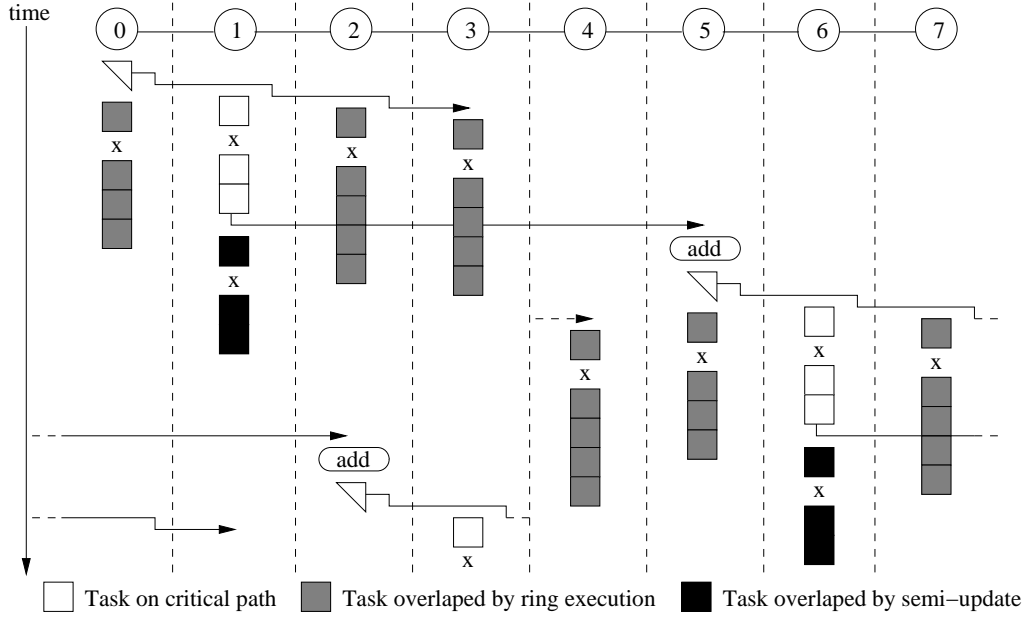 time
0 1 2 3 4 5 6 7
x x x x
add
x
x x x x
add
add
x
x
Task on critical path Task overlaped by ring execution Task overlaped by semi-update